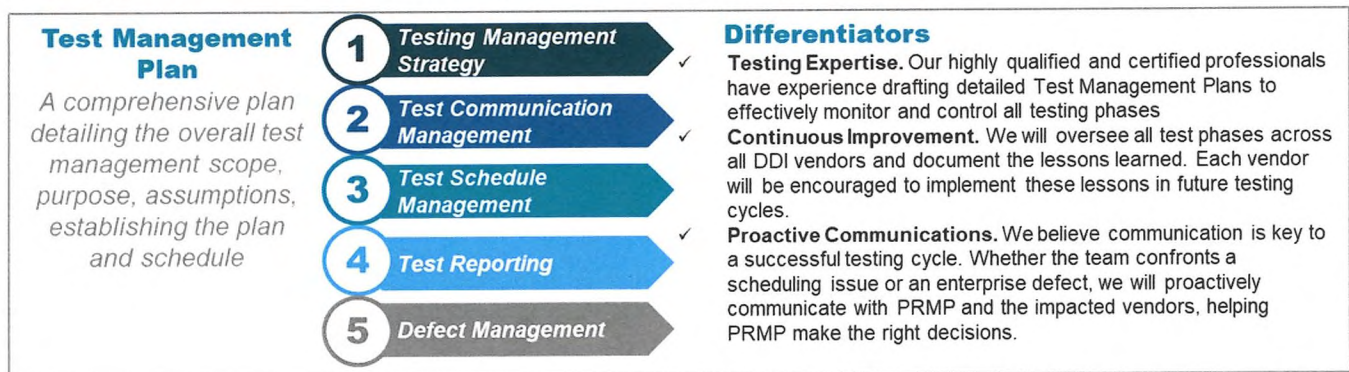 Test Management
Plan
A comprehensive plan
detailing the overall test
management scope,
purpose, assumptions,
establishing the plan
and schedule
1
Testing Management
Strategy
2
Test Communication
Management
3
Test Schedule
Management
4
Test Reporting
5
Defect Management
Differentiators
✓ Testing Expertise. Our highly qualified and certified professionals
have experience drafting detailed Test Management Plans to
effectively monitor and control all testing phases
✓ Continuous Improvement. We will oversee all test phases across
all DDI vendors and document the lessons learned. Each vendor
will be encouraged to implement these lessons in future testing
cycles.
✓ Proactive Communications. We believe communication is key to
a successful testing cycle. Whether the team confronts a
scheduling issue or an enterprise defect, we will proactively
communicate with PRMP and the impacted vendors, helping
PRMP make the right decisions.